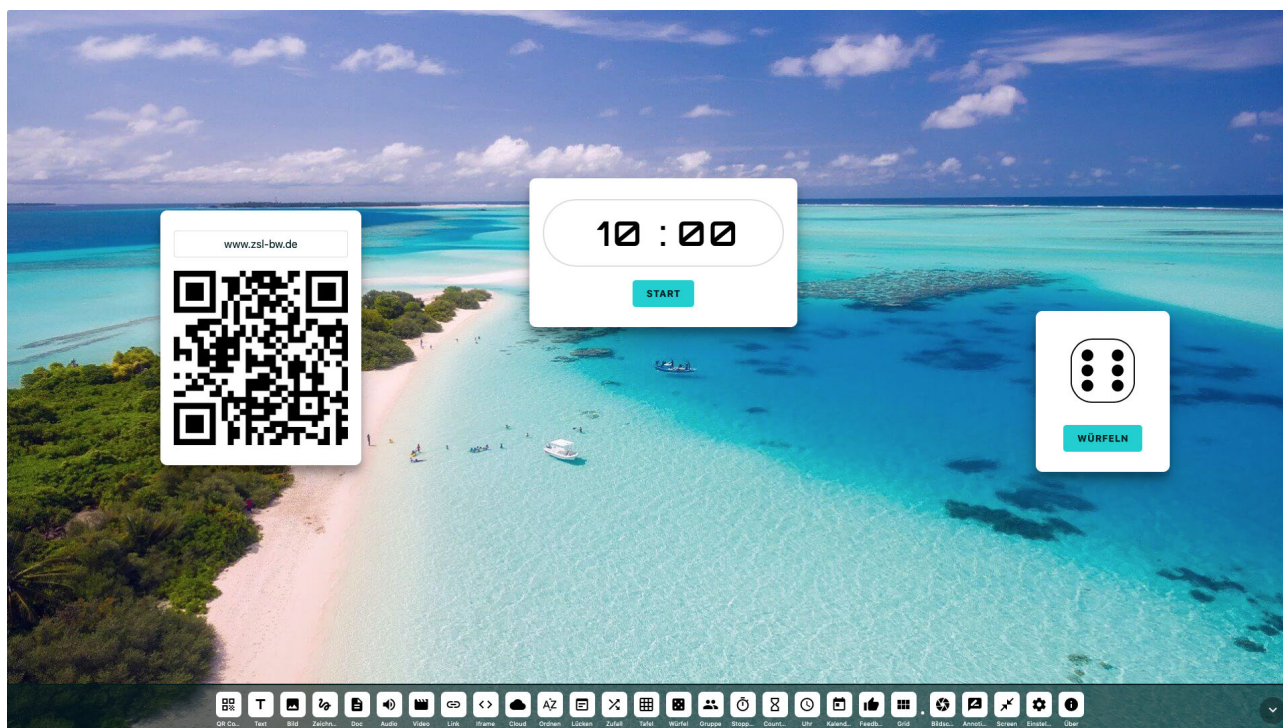 www.zsl-bw.de
10 : 00
START
WÜRFELN
QR Co... Text Bild Zeichn... Doc Audio Video Link Iframe Cloud Ordnen Lücken Zufall Tafel Würfel Gruppe Stopp... Count... Uhr Kalend... Feedb... Grid Bildsc... Annoti... Screen Einstel... Über